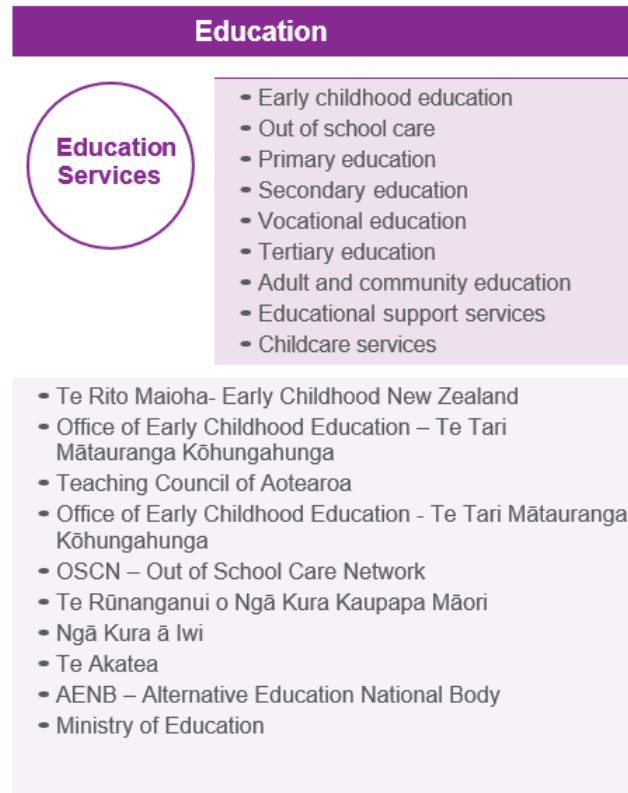 Education
Education
Services
• Early childhood education
• Out of school care
• Primary education
• Secondary education
• Vocational education
• Tertiary education
• Adult and community education
• Educational support services
• Childcare services
• Te Rito Maioha- Early Childhood New Zealand
• Office of Early Childhood Education – Te Tari
Mātauranga Kōhungahunga
• Teaching Council of Aotearoa
• Office of Early Childhood Education - Te Tari Mātauranga
Kōhungahunga
• OSCN – Out of School Care Network
• Te Rūnanganui o Ngā Kura Kaupapa Māori
• Ngā Kura ā Iwi
• Te Akatea
• AENB – Alternative Education National Body
• Ministry of Education